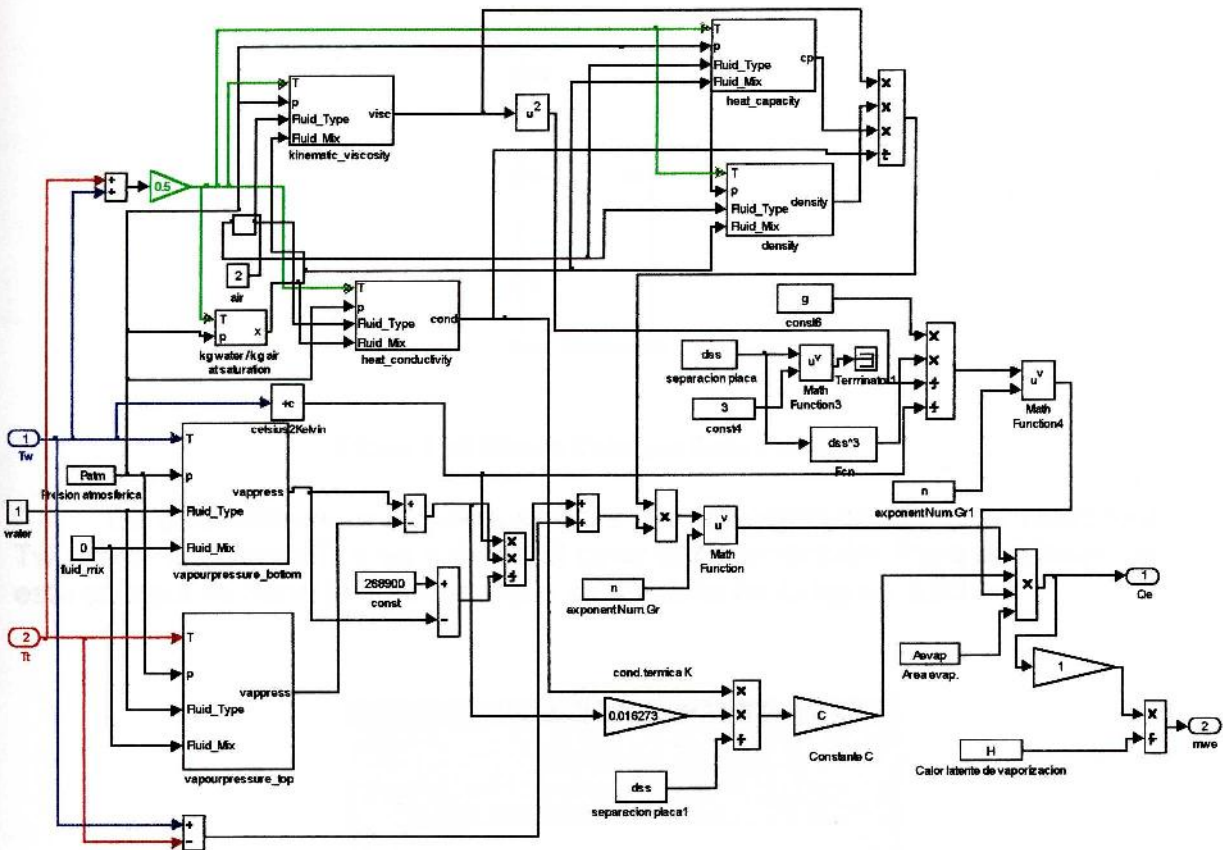 T
p
Fluid_Type
Fluid_Mix
cp
heat_capacity
T
p
Fluid_Type
Fluid_Mix
visc
kinematic_viscosity
u²
x
x
x
÷
+
+
0.5
T
p
Fluid_Type
Fluid_Mix
density
density
2
air
T
p
x
kg water / kg air
at saturation
T
p
Fluid_Type
Fluid_Mix
cond
heat_conductivity
g
const6
dss
separacion placa
u^v
Math
Function3
Terminator1
3
const4
dss^3
Fcn
x
x
÷
÷
u^v
Math
Function4
n
exponentNum.Gr1
+c
celsius2Kelvin
1
Tw
Patm
Presion atmosferica
1
water
0
fluid_mix
T
p
Fluid_Type
Fluid_Mix
vappress
vapourpressure_bottom
+
-
268900
const
+
-
x
x
÷
+
+
x
u^v
Math
Function
n
exponentNum.Gr
x
1
Qe
2
Tt
T
p
Fluid_Type
Fluid_Mix
vappress
vapourpressure_top
Aevap
Area evap.
1
cond.termica K
0.016273
x
x
÷
C
Constante C
dss
separacion placa1
H
Calor latente de vaporizacion
x
÷
2
mwe
+
-